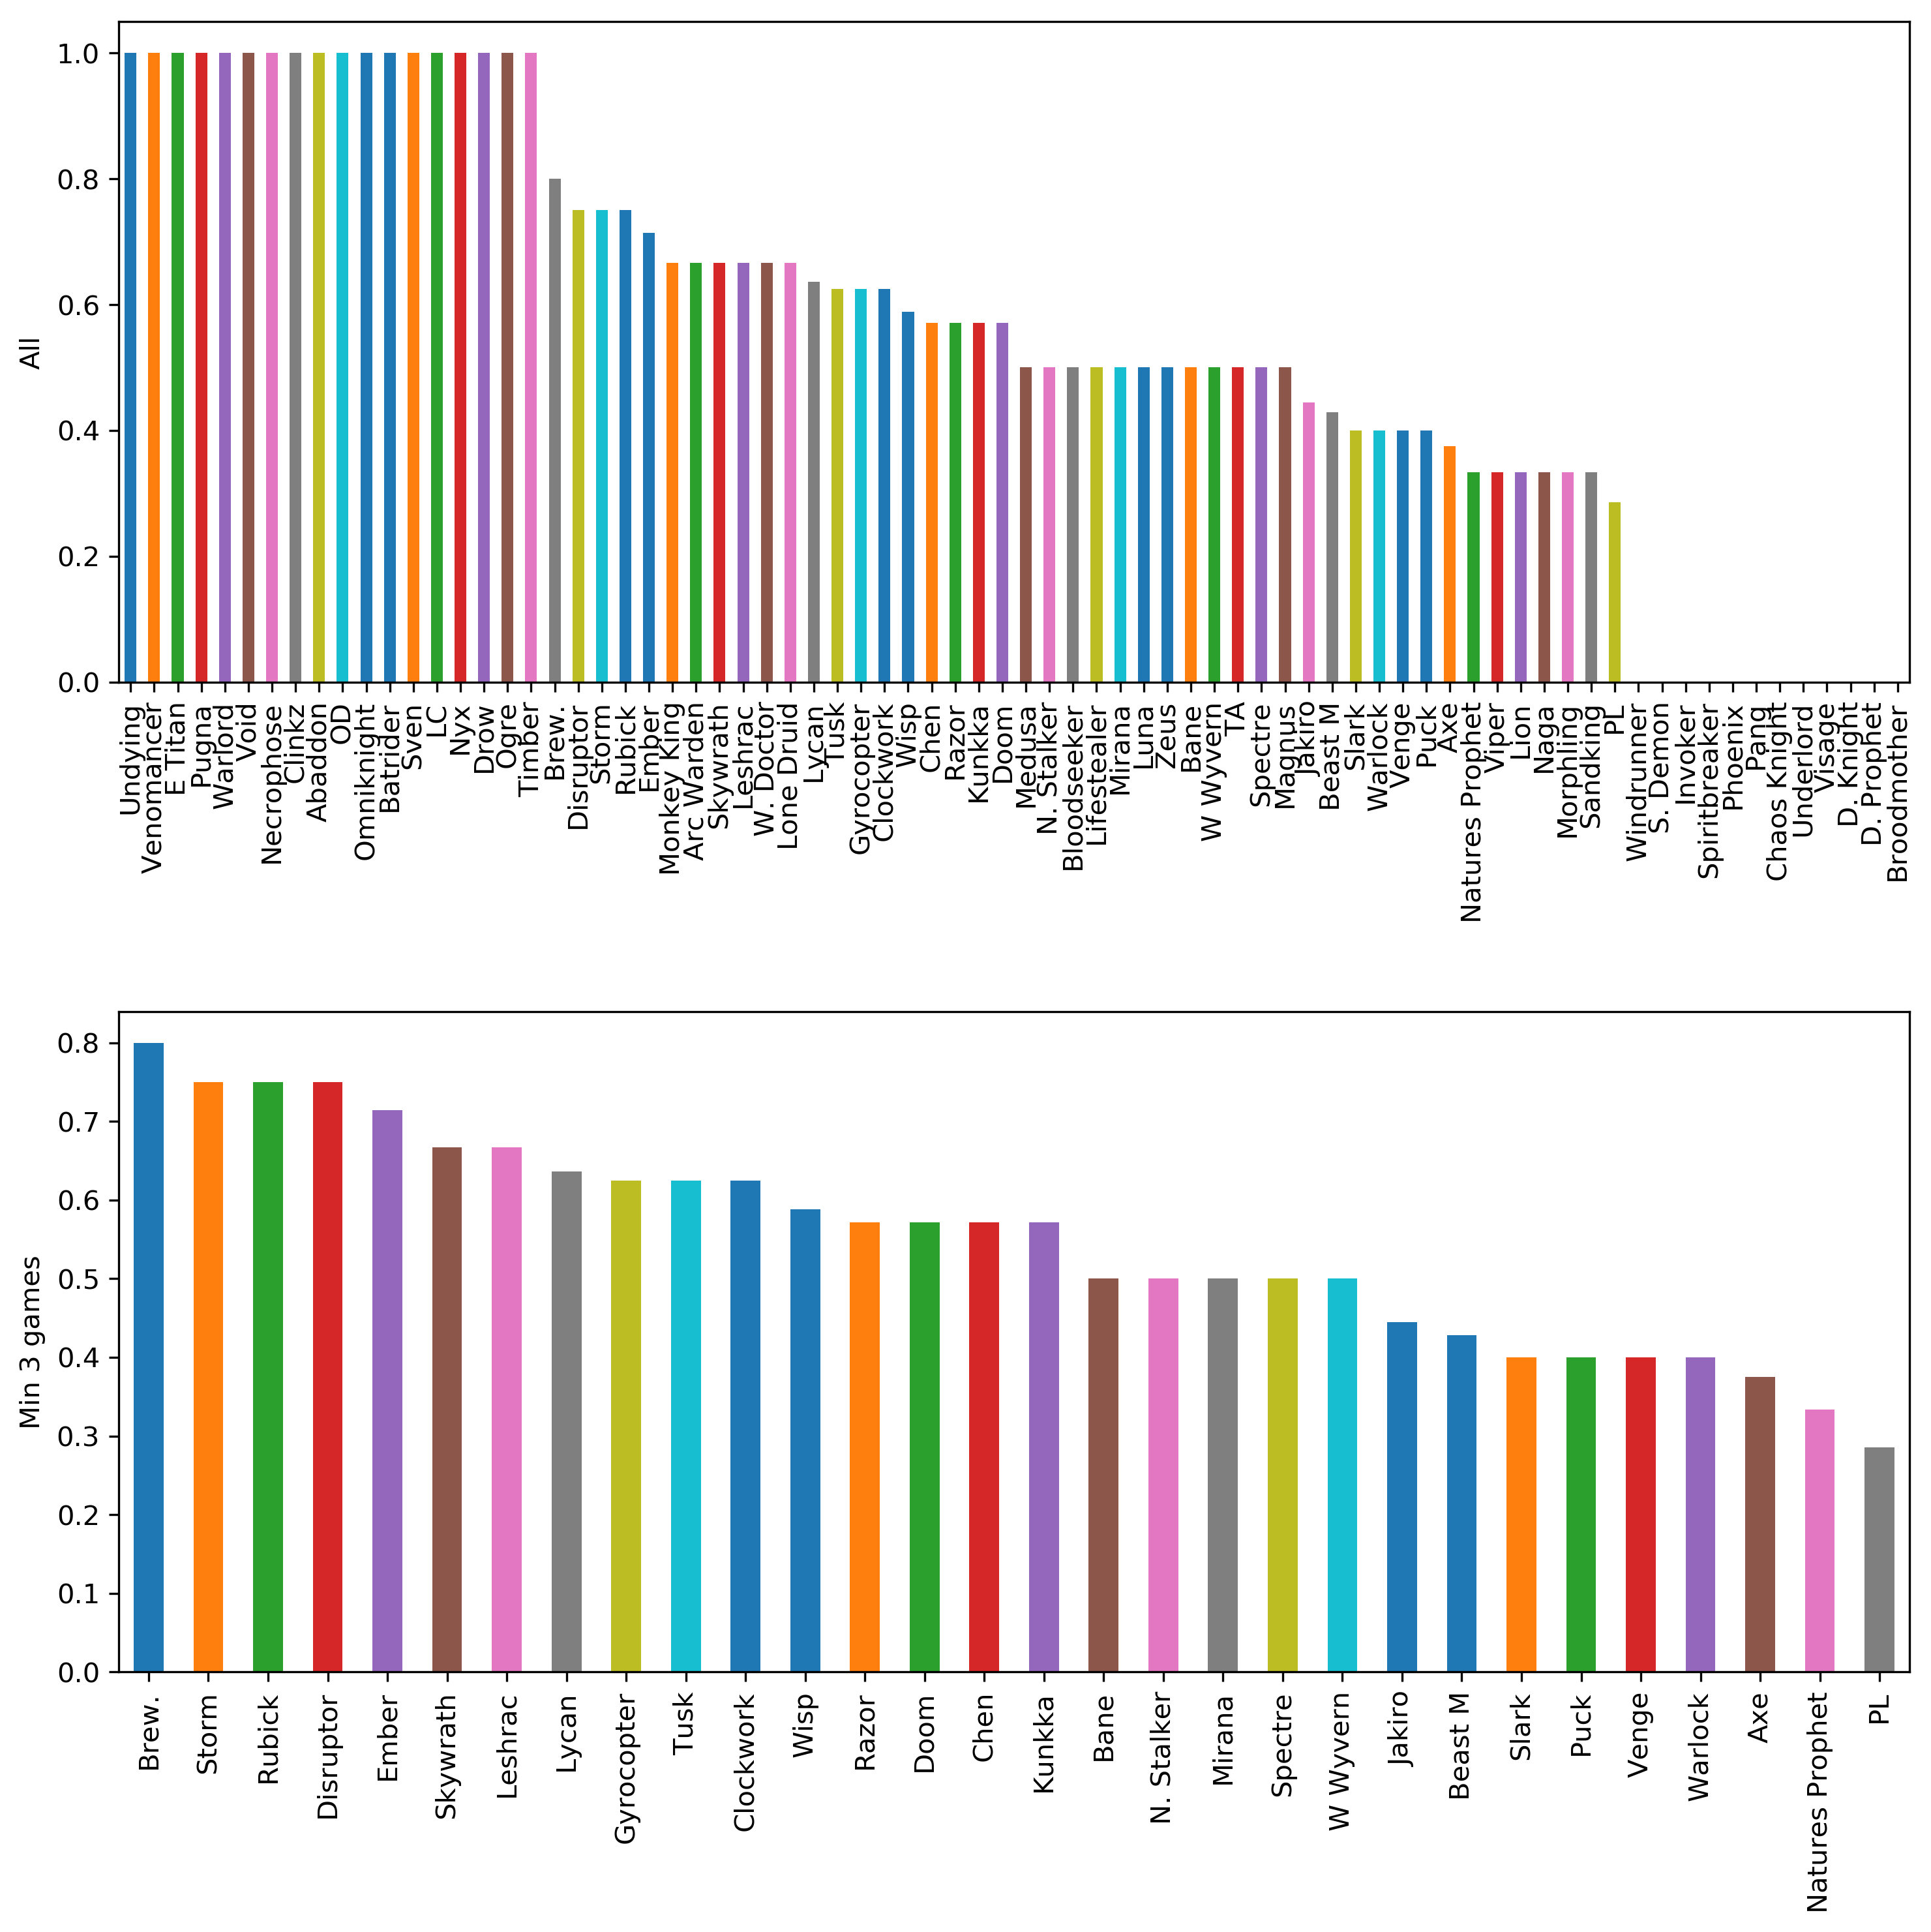 1.0
0.8
0.6
0.4
0.2
0.0
All
Undying
Venomancer
E Titan
Pugna
Warlord
Void
Necrophose
Clinkz
Abaddon
OD
Omniknight
Batrider
Sven
LC
Nyx
Drow
Ogre
Timber
Brew.
Disruptor
Storm
Rubick
Ember
Monkey King
Arc Warden
Skywrath
Leshrac
W. Doctor
Lone Druid
Lycan
Tusk
Gyrocopter
Clockwork
Wisp
Chen
Razor
Kunkka
Doom
Medusa
N. Stalker
Bloodseeker
Lifestealer
Mirana
Luna
Zeus
Bane
W Wyvern
TA
Spectre
Magnus
Jakiro
Beast M
Slark
Warlock
Venge
Puck
Axe
Natures Prophet
Viper
Lion
Naga
Morphling
Sandking
PL
Windrunner
S. Demon
Invoker
Spiritbreaker
Phoenix
Pang
Chaos Knight
Underlord
Visage
D. Knight
D. Prophet
Broodmother
0.8
0.7
0.6
0.5
0.4
0.3
0.2
0.1
0.0
Min 3 games
Brew.
Storm
Rubick
Disruptor
Ember
Skywrath
Leshrac
Lycan
Gyrocopter
Tusk
Clockwork
Wisp
Razor
Doom
Chen
Kunkka
Bane
N. Stalker
Mirana
Spectre
W Wyvern
Jakiro
Beast M
Slark
Puck
Venge
Warlock
Axe
Natures Prophet
PL